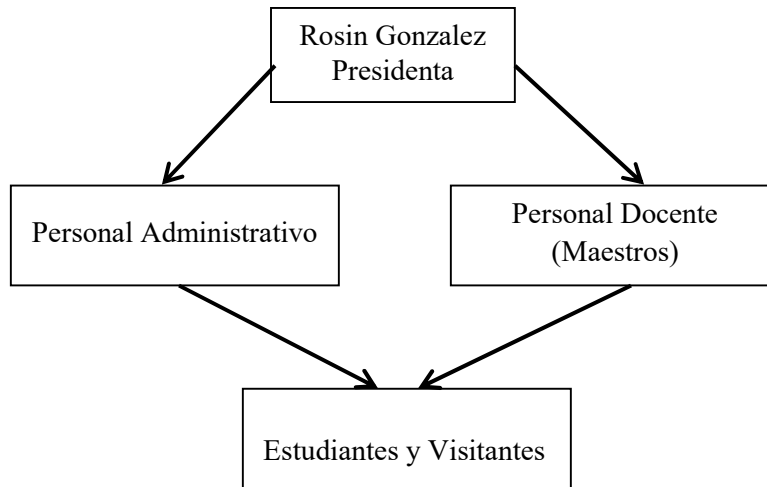 Rosin Gonzalez
Presidenta
Personal Administrativo
Personal Docente
(Maestros)
Estudiantes y Visitantes